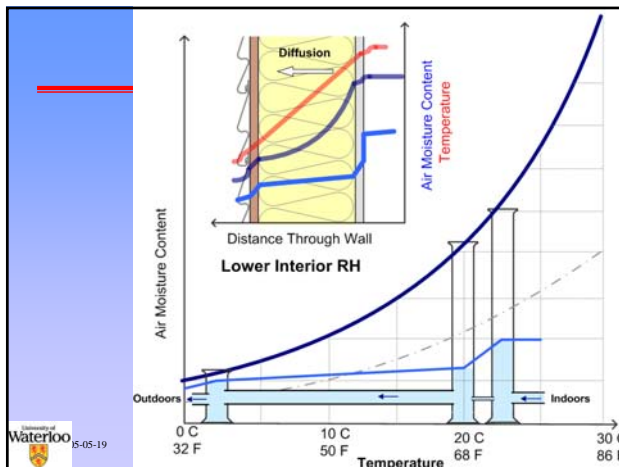 Diffusion
Air Moisture Content
Temperature
Distance Through Wall
Lower Interior RH
Air Moisture Content
Outdoors
Indoors
0 C
10 C
20 C
30 C
32 F
50 F
68 F
86 F
Temperature
University of
Waterloo
05-05-19